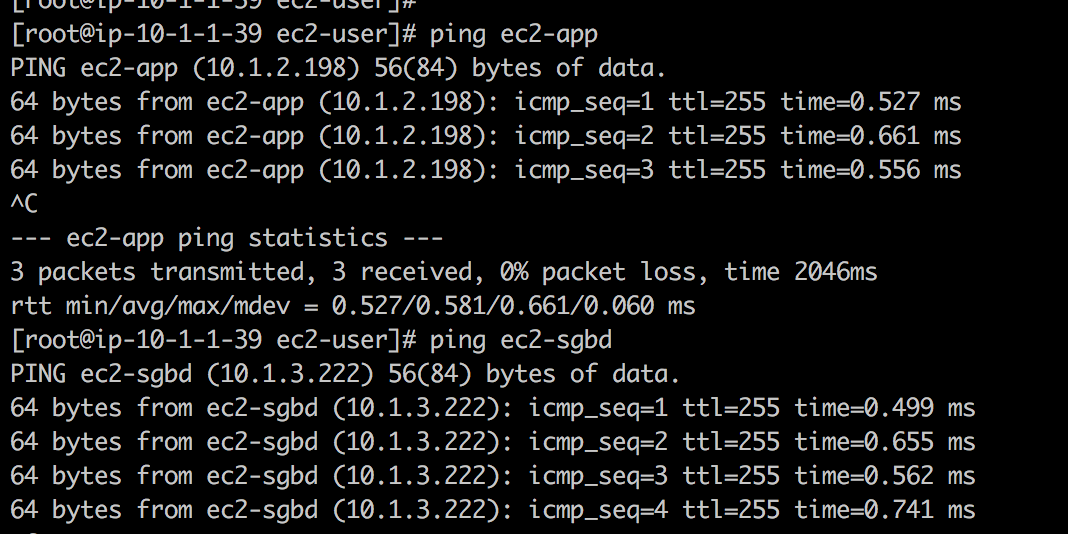 [root@ip-10-1-1-39 ec2-user]#
[root@ip-10-1-1-39 ec2-user]# ping ec2-app
PING ec2-app (10.1.2.198) 56(84) bytes of data.
64 bytes from ec2-app (10.1.2.198): icmp_seq=1 ttl=255 time=0.527 ms
64 bytes from ec2-app (10.1.2.198): icmp_seq=2 ttl=255 time=0.661 ms
64 bytes from ec2-app (10.1.2.198): icmp_seq=3 ttl=255 time=0.556 ms
^C
--- ec2-app ping statistics ---
3 packets transmitted, 3 received, 0% packet loss, time 2046ms
rtt min/avg/max/mdev = 0.527/0.581/0.661/0.060 ms
[root@ip-10-1-1-39 ec2-user]# ping ec2-sgbd
PING ec2-sgbd (10.1.3.222) 56(84) bytes of data.
64 bytes from ec2-sgbd (10.1.3.222): icmp_seq=1 ttl=255 time=0.499 ms
64 bytes from ec2-sgbd (10.1.3.222): icmp_seq=2 ttl=255 time=0.655 ms
64 bytes from ec2-sgbd (10.1.3.222): icmp_seq=3 ttl=255 time=0.562 ms
64 bytes from ec2-sgbd (10.1.3.222): icmp_seq=4 ttl=255 time=0.741 ms